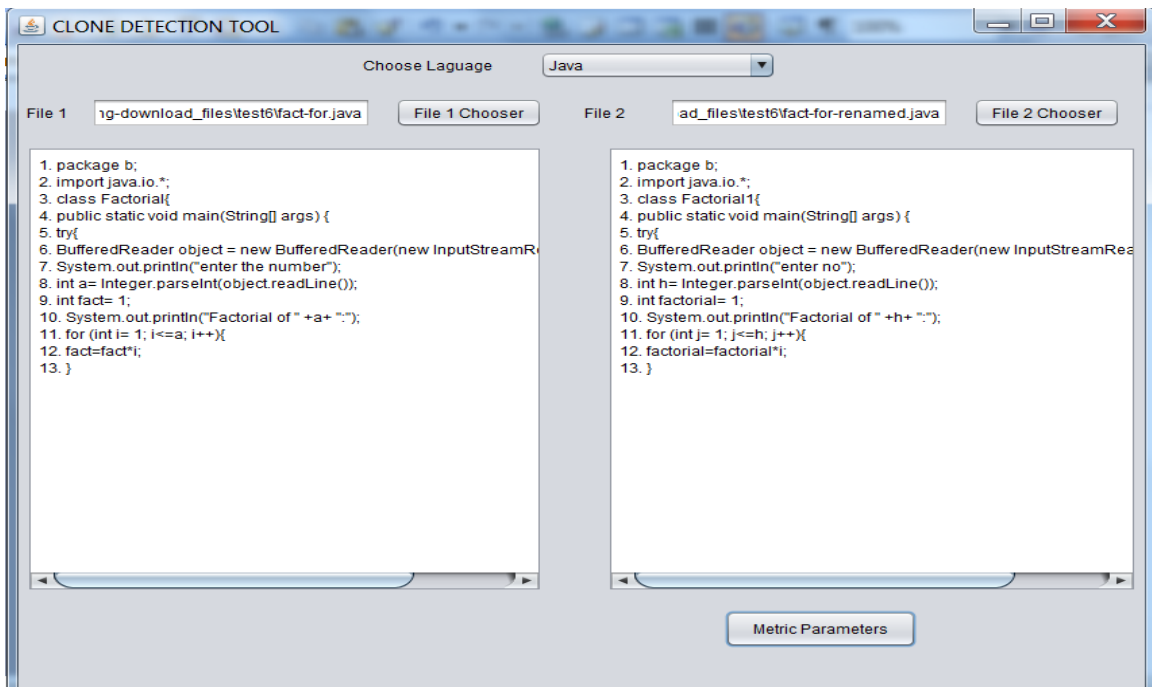 CLONE DETECTION TOOL
Choose Laguage Java
File 1 ng-download_files\test6\fact-for.java File 1 Chooser File 2 ad_files\test6\fact-for-renamed.java File 2 Chooser
1. package b;
2. import java.io.*;
3. class Factorial{
4. public static void main(String[] args) {
5. try{
6. BufferedReader object = new BufferedReader(new InputStreamR
7. System.out.println("enter the number");
8. int a= Integer.parseInt(object.readLine());
9. int fact= 1;
10. System.out.println("Factorial of " +a+ ":");
11. for (int i= 1; i<=a; i++){
12. fact=fact*i;
13. }
1. package b;
2. import java.io.*;
3. class Factorial1{
4. public static void main(String[] args) {
5. try{
6. BufferedReader object = new BufferedReader(new InputStreamRea
7. System.out.println("enter no");
8. int h= Integer.parseInt(object.readLine());
9. int factorial= 1;
10. System.out.println("Factorial of " +h+ ":");
11. for (int j= 1; j<=h; j++){
12. factorial=factorial*i;
13. }
Metric Parameters